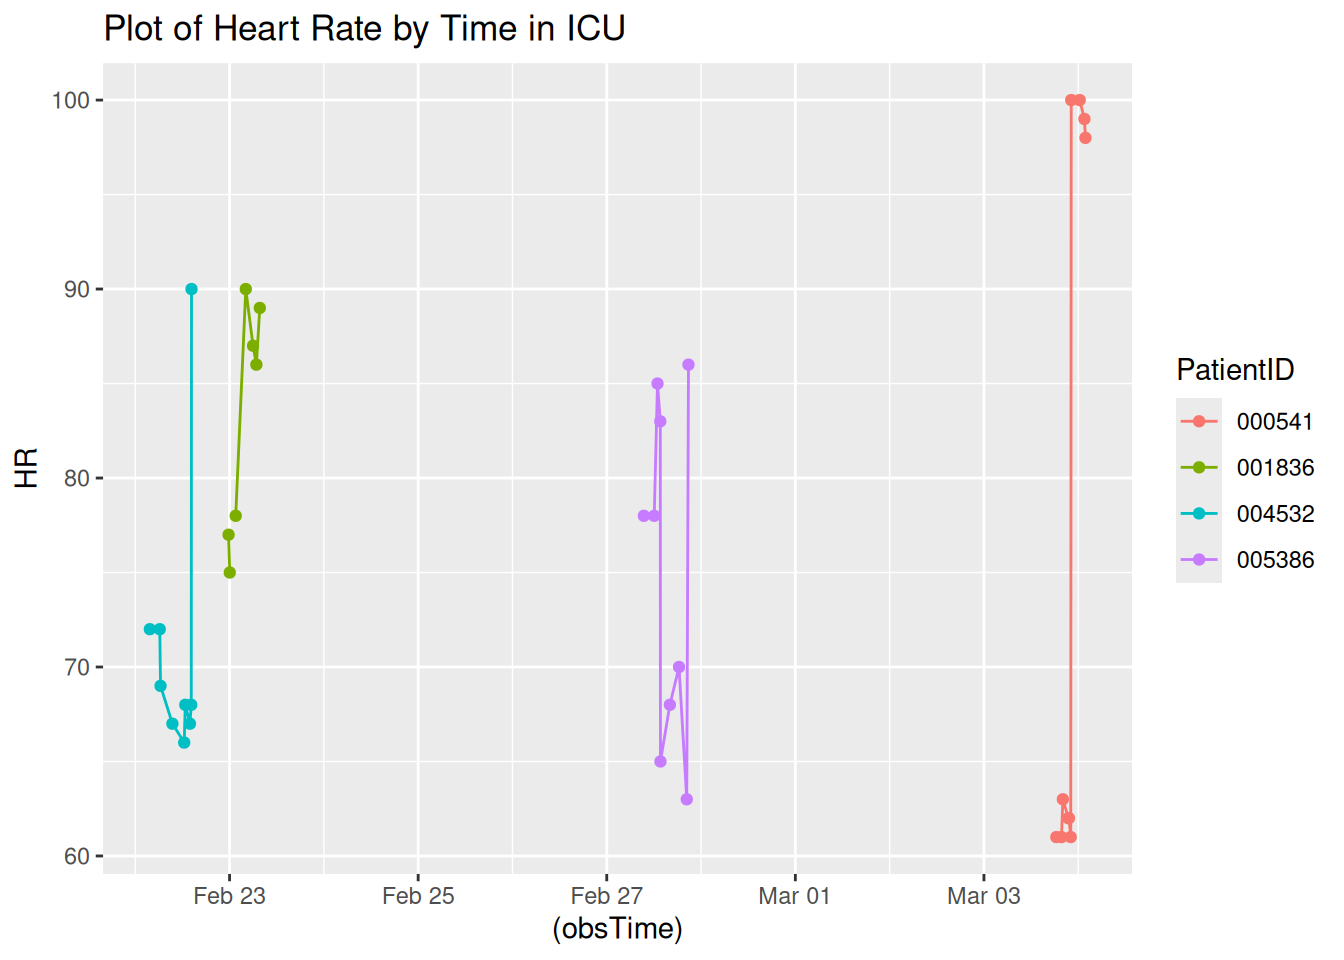 Plot of Heart Rate by Time in ICU
100
90
80
70
60
HR
Feb 23
Feb 25
Feb 27
Mar 01
Mar 03
(obsTime)
PatientID
000541
001836
004532
005386